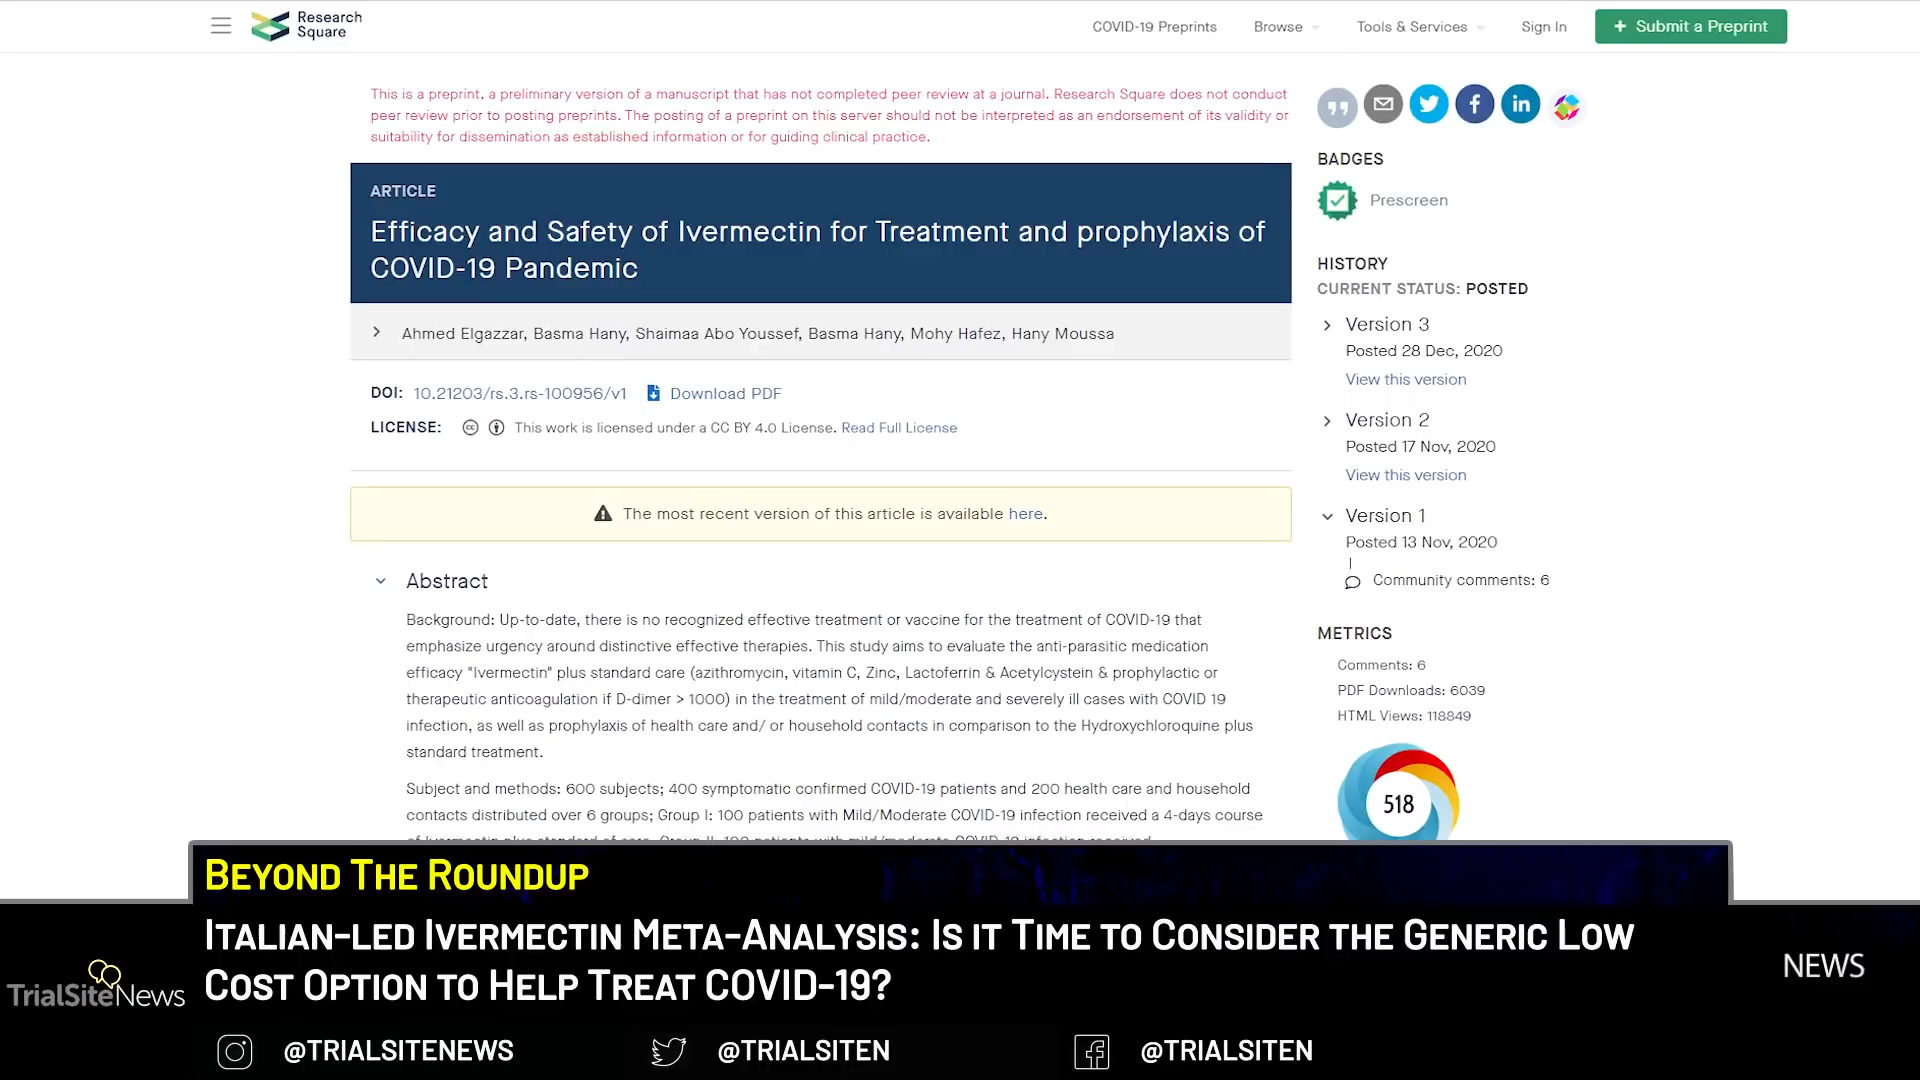 Research
Square
COVID-19 Preprints Browse Tools & Services Sign In + Submit a Preprint
This is a preprint, a preliminary version of a manuscript that has not completed peer review at a journal. Research Square does not conduct
peer review prior to posting preprints. The posting of a preprint on this server should not be interpreted as an endorsement of its validity or
suitability for dissemination as established information or for guiding clinical practice.
ARTICLE
Efficacy and Safety of Ivermectin for Treatment and prophylaxis of
COVID-19 Pandemic
Ahmed Elgazzar, Basma Hany, Shaimaa Abo Youssef, Basma Hany, Mohy Hafez, Hany Moussa
DOI: 10.21203/rs.3.rs-100956/v1 Download PDF
LICENSE: This work is licensed under a CC BY 4.0 License. Read Full License
The most recent version of this article is available here.
Abstract
Background: Up-to-date, there is no recognized effective treatment or vaccine for the treatment of COVID-19 that
emphasize urgency around distinctive effective therapies. This study aims to evaluate the anti-parasitic medication
efficacy "Ivermectin" plus standard care (azithromycin, vitamin C, Zinc, Lactoferrin & Acetylcystein & prophylactic or
therapeutic anticoagulation if D-dimer > 1000) in the treatment of mild/moderate and severely ill cases with COVID 19
infection, as well as prophylaxis of health care and/ or household contacts in comparison to the Hydroxychloroquine plus
standard treatment.
Subject and methods: 600 subjects; 400 symptomatic confirmed COVID-19 patients and 200 health care and household
contacts distributed over 6 groups; Group I: 100 patients with Mild/Moderate COVID-19 infection received a 4-days course
BADGES
Prescreen
HISTORY
CURRENT STATUS: POSTED
Version 3
Posted 28 Dec, 2020
View this version
Version 2
Posted 17 Nov, 2020
View this version
Version 1
Posted 13 Nov, 2020
Community comments: 6
METRICS
Comments: 6
PDF Downloads: 6039
HTML Views: 118849
518
BEYOND THE ROUNDUP
ITALIAN-LED IVERMECTIN META-ANALYSIS: IS IT TIME TO CONSIDER THE GENERIC LOW
COST OPTION TO HELP TREAT COVID-19?
TrialSiteNews
NEWS
@TRIALSITENEWS @TRIALSITEN @TRIALSITEN